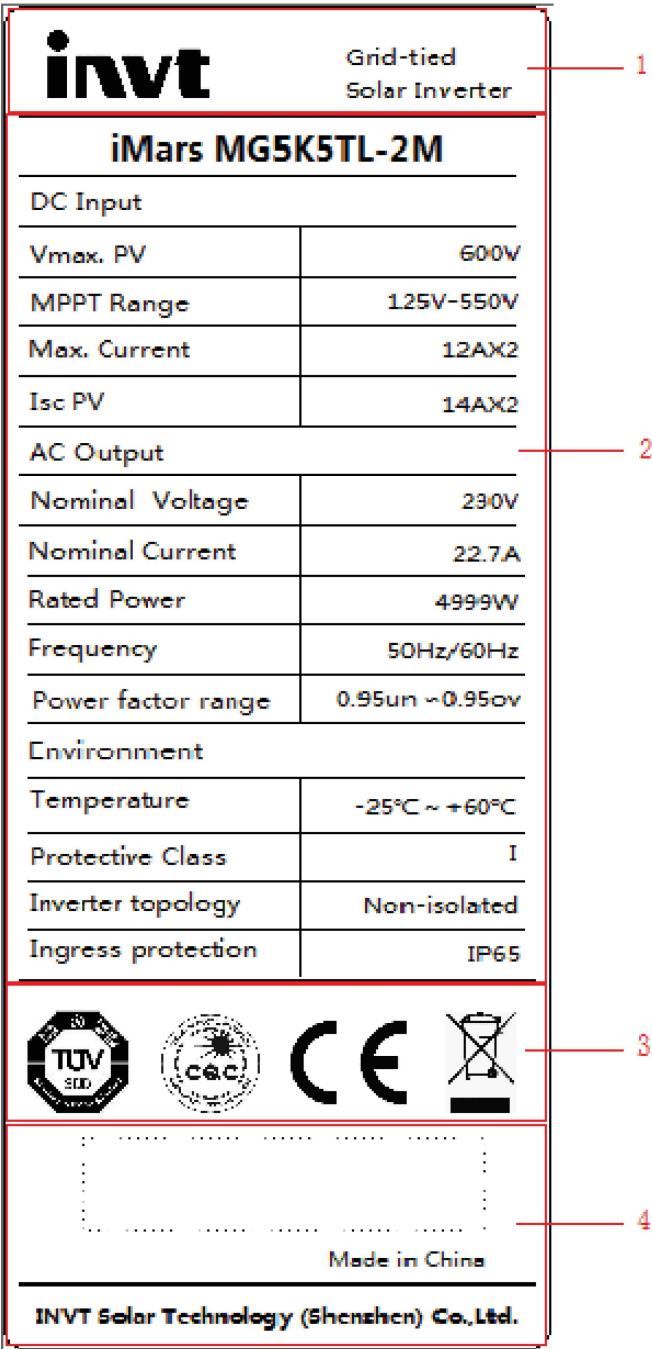 invt
Grid-tied
Solar Inverter
1
iMars MG5K5TL-2M
DC Input
Vmax. PV 600V
MPPT Range 125V-550V
Max. Current 12AX2
Isc PV 14AX2
AC Output
2
Nominal Voltage 230V
Nominal Current 22.7A
Rated Power 4999W
Frequency 50Hz/60Hz
Power factor range 0.95un ~0.95ov
Environment
Temperature -25℃ ~ +60℃
Protective Class I
Inverter topology Non-isolated
Ingress protection IP65
TÜV
CQC
CE
3
4
Made in China
INVT Solar Technology (Shenzhen) Co.,Ltd.